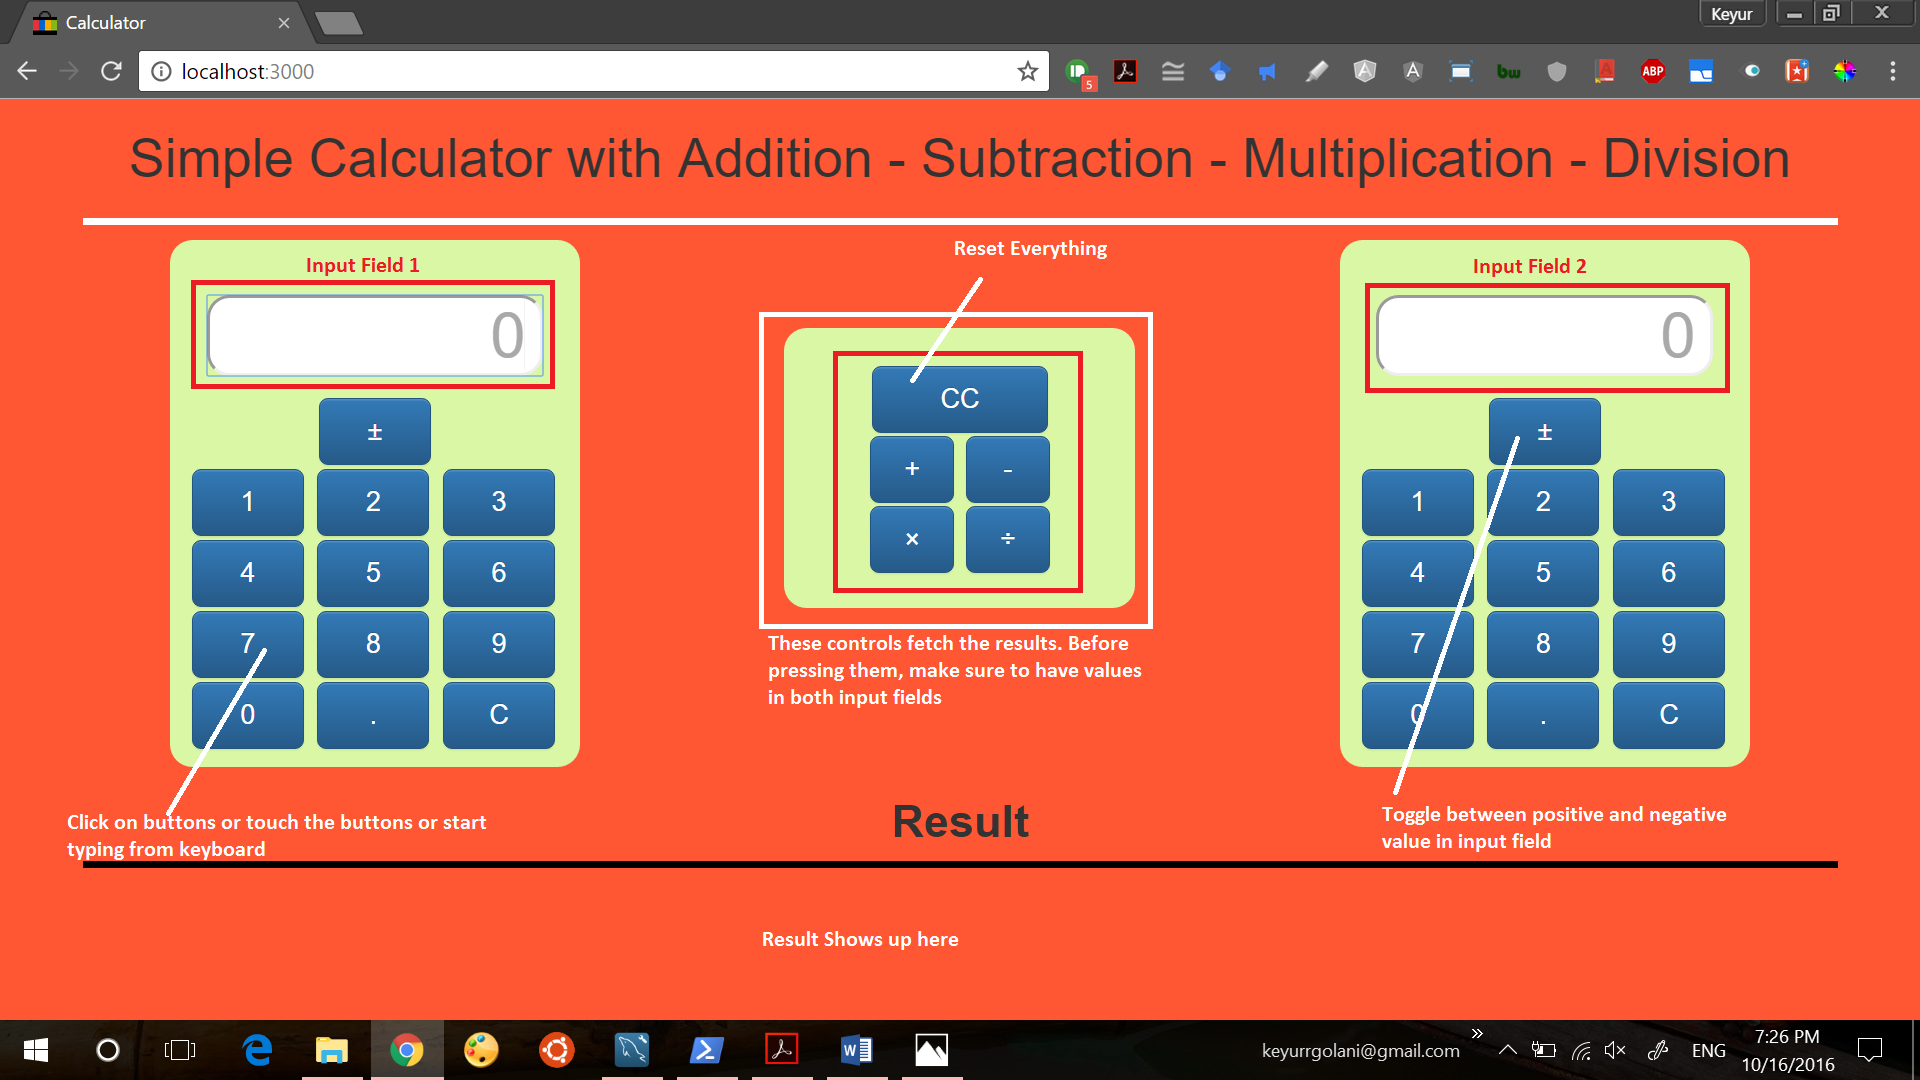 Calculator
Keyur
localhost:3000
5
ABP
bw
Simple Calculator with Addition - Subtraction - Multiplication - Division
Input Field 1
0
±
1 2 3
4 5 6
7 8 9
0 . C
Click on buttons or touch the buttons or start
typing from keyboard
Reset Everything
CC
+ -
× ÷
These controls fetch the results. Before
pressing them, make sure to have values
in both input fields
Input Field 2
0
±
1 2 3
4 5 6
7 8 9
0 . C
Toggle between positive and negative
value in input field
Result
Result Shows up here
keyurrgolani@gmail.com
ENG
7:26 PM
10/16/2016